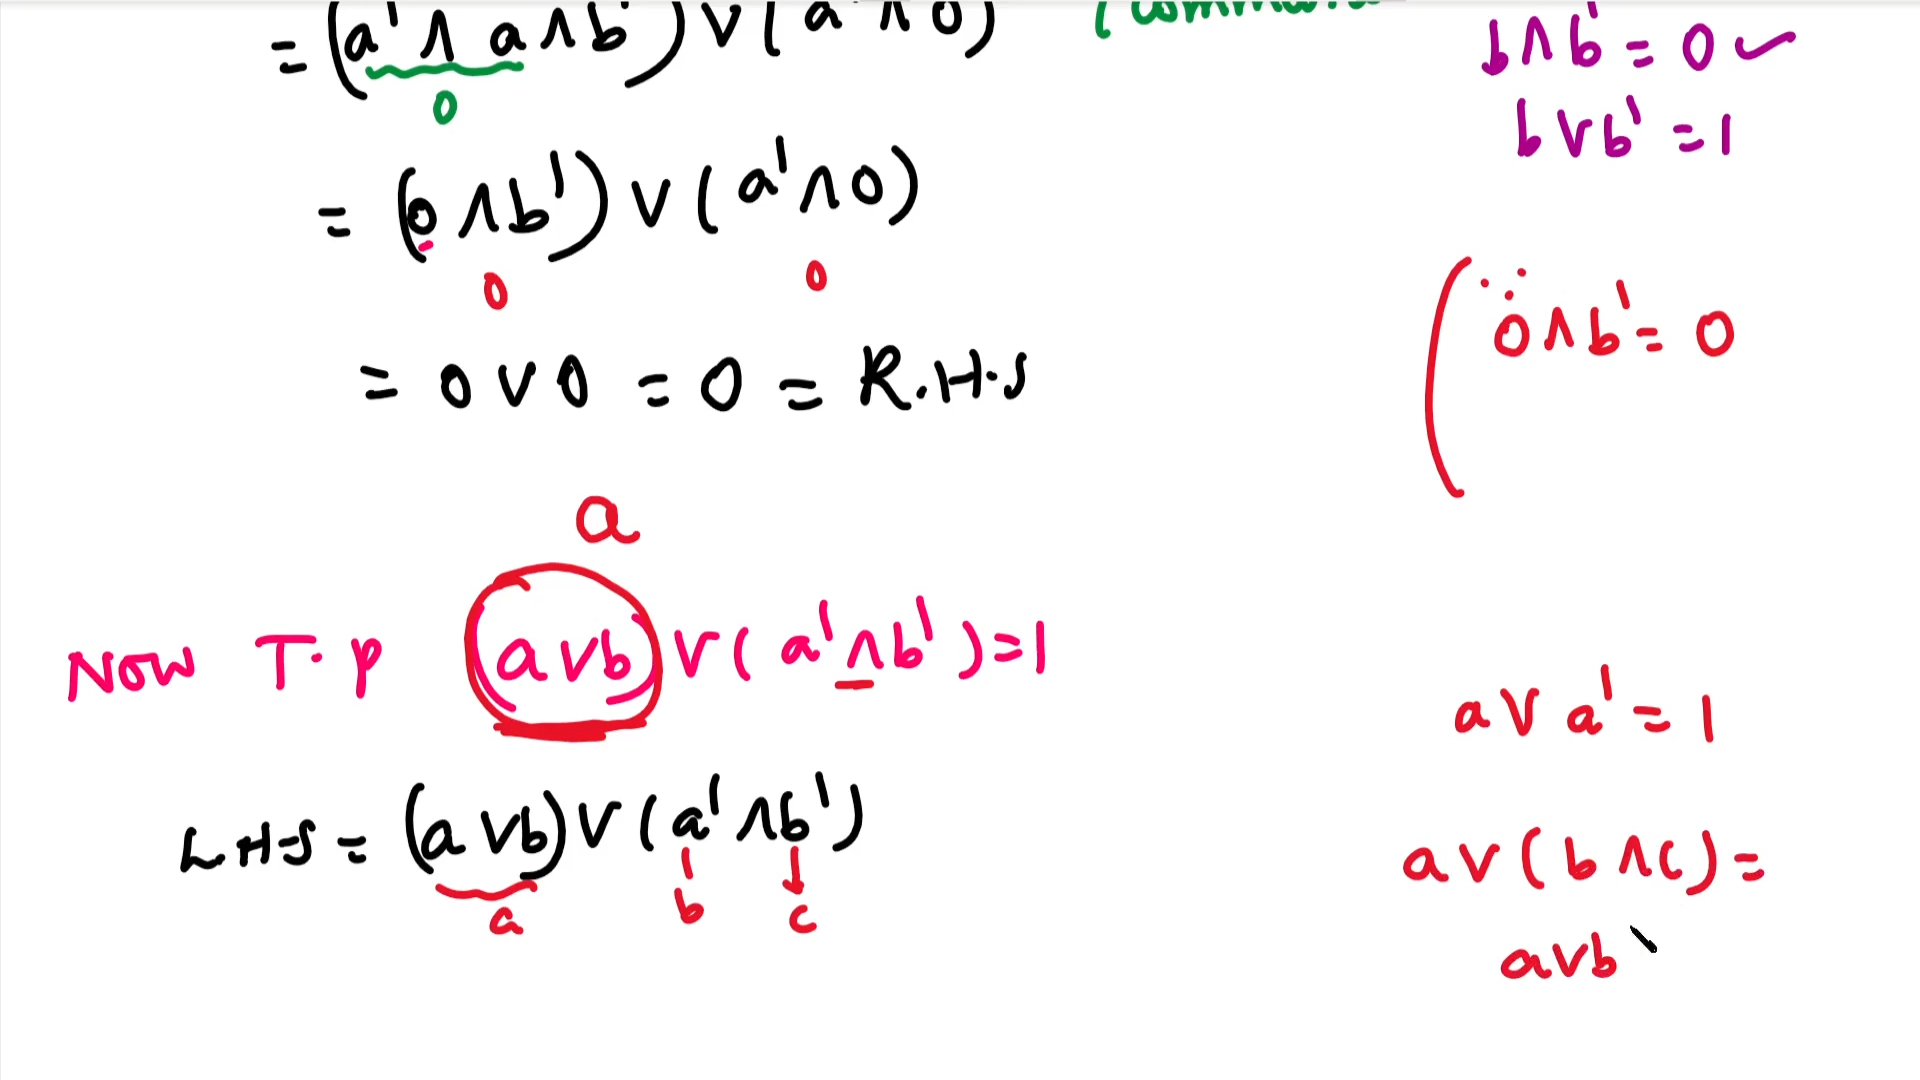 = (a' ∧ a ∧ b') ∨ (a' ∧ 0)
0
= (0 ∧ b') ∨ (a' ∧ 0)
0 0
= 0 ∨ 0 = 0 = R.H.S
a
Now T.P (a ∨ b) ∨ (a' ∧ b') = 1
L.H.S = (a ∨ b) ∨ (a' ∧ b')
a b c
b ∧ b' = 0 ✓
b ∨ b' = 1
( ∵ 0 ∧ b' = 0
a ∨ a' = 1
a ∨ (b ∧ c) =
a ∨ b